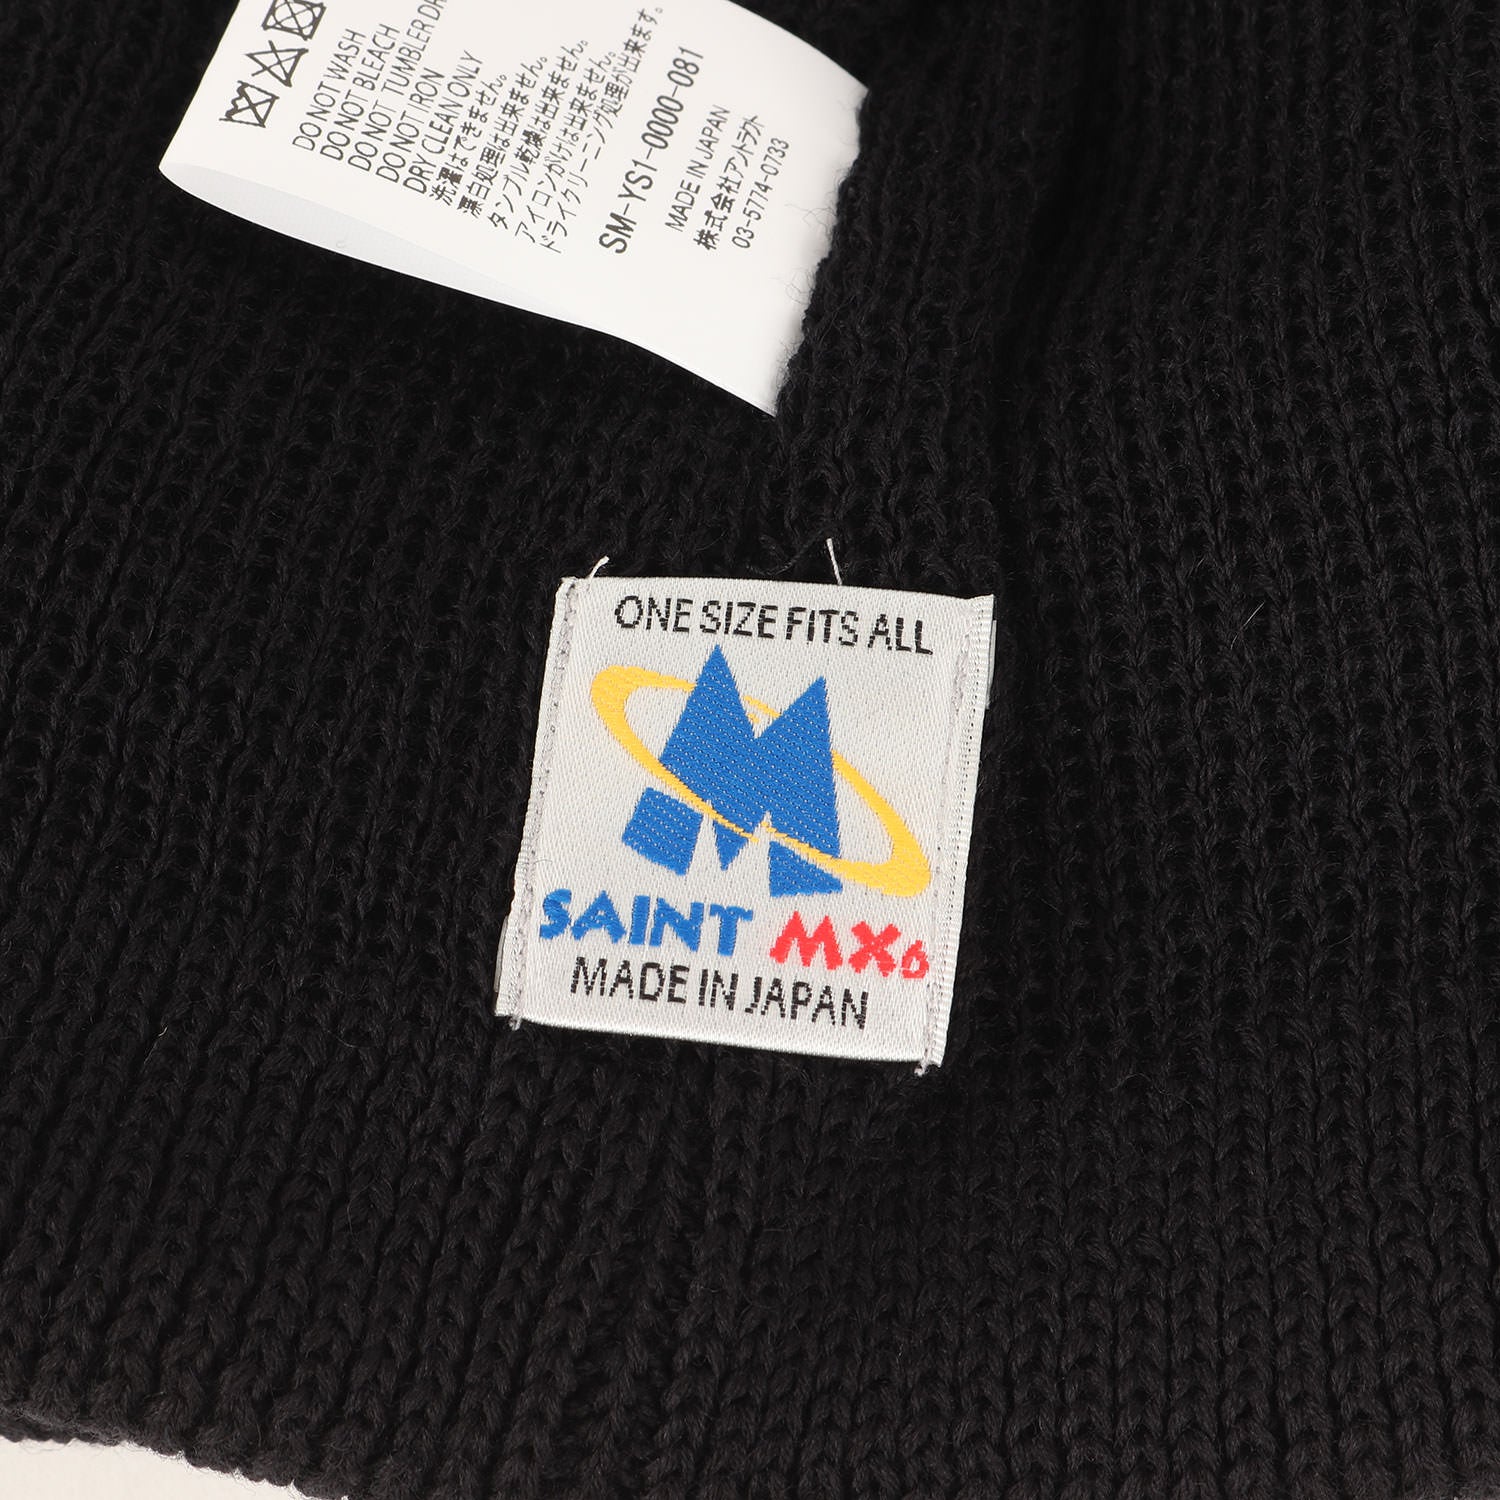 DO NOT WASH
DO NOT BLEACH
DO NOT TUMBLER DR
DO NOT IRON
DRY CLEAN ONLY
洗濯はできません。
漂白処理は出来ません。
タンブル乾燥は出来ません。
アイロンがけは出来ません。
ドライクリーニング処理が出来ます。
SM-YS1-0000-081
MADE IN JAPAN
株式会社アントラクト
03-5774-0733
ONE SIZE FITS ALL
SAINT MX6
MADE IN JAPAN